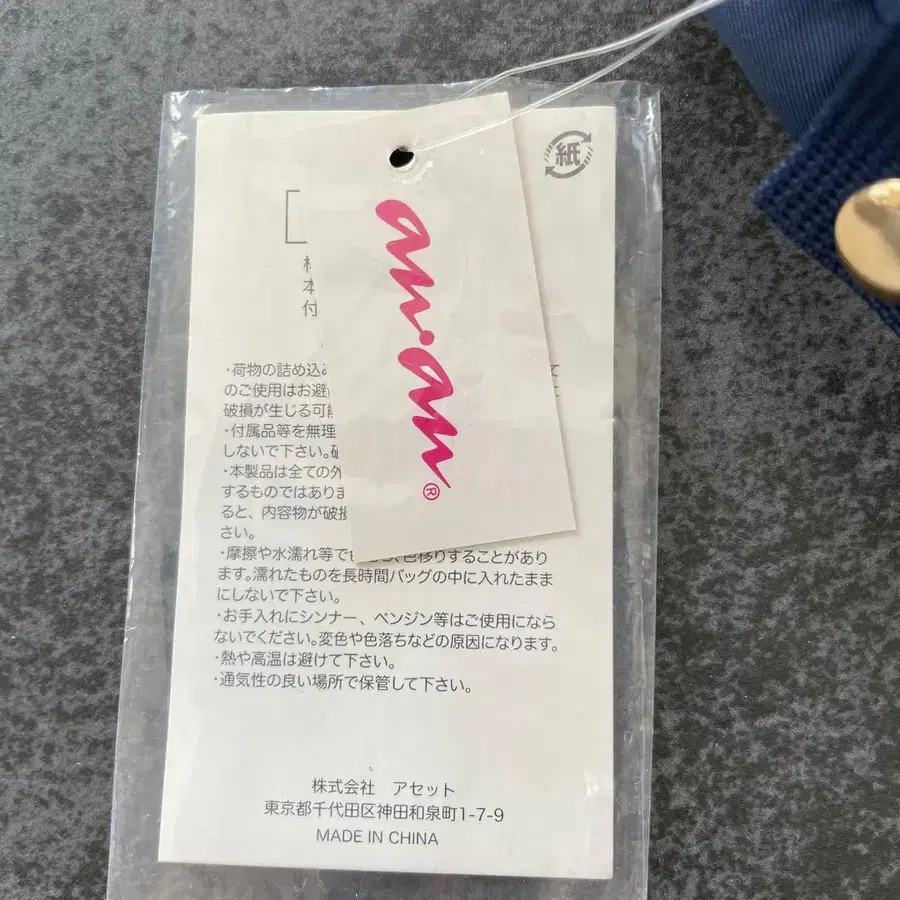 紙
an·an®
本
付
・荷物の詰め込み
のご使用はお避け
破損が生じる可能
・付属品等を無理
しないで下さい。破
・本製品は全ての外
するものではありま
ると、内容物が破損
さい。
・摩擦や水濡れ等で 色移りすることがあり
ます。濡れたものを長時間バッグの中に入れたまま
にしないで下さい。
・お手入れにシンナー、ベンジン等はご使用になら
ないでください。変色や色落ちなどの原因になります。
・熱や高温は避けて下さい。
・通気性の良い場所で保管して下さい。
株式会社 アセット
東京都千代田区神田和泉町1-7-9
MADE IN CHINA